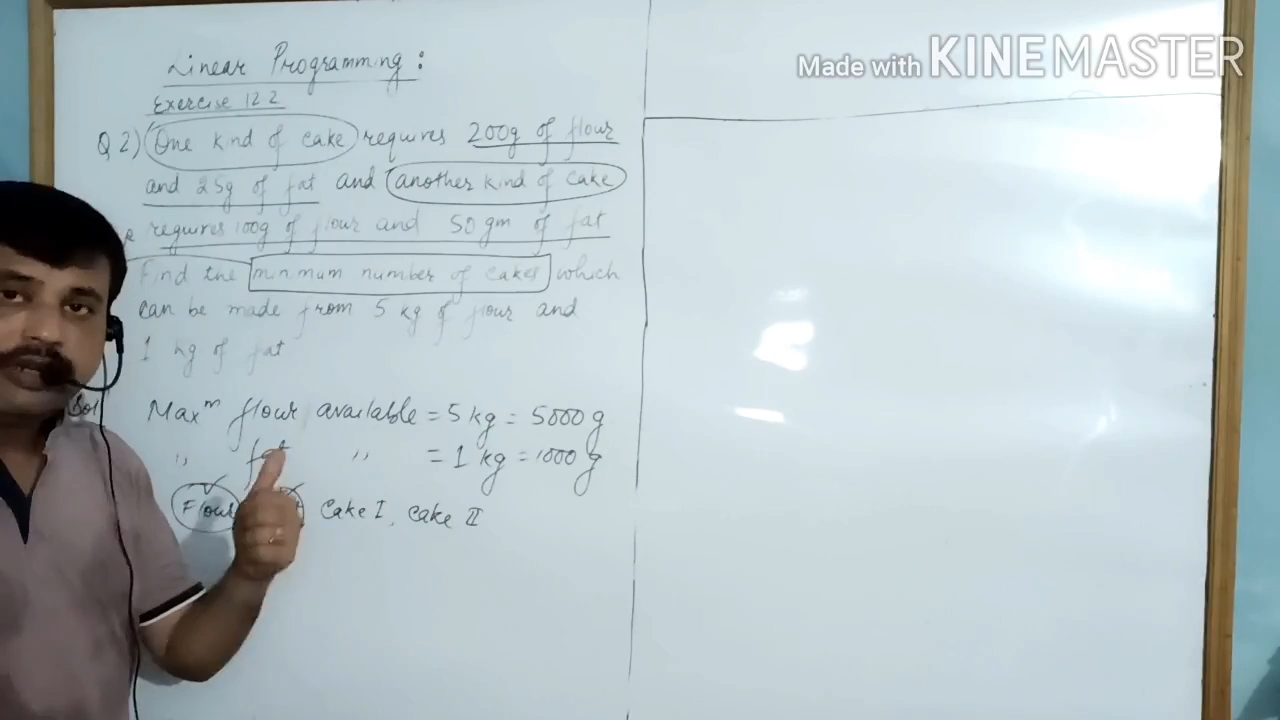 Made with KINEMASTER
Linear Programming :
Exercise 12 2
Q 2) One kind of cake requires 200g of flour
and 25g of fat and another kind of cake
requires 100g of flour and 50 gm of fat
Find the minmum number of cakes which
can be made from 5 kg of flour and
1 kg of fat
Sol Maxᵐ flour available = 5 kg = 5000 g
,, fat ,, = 1 kg = 1000 g
Flour Cake I, cake II